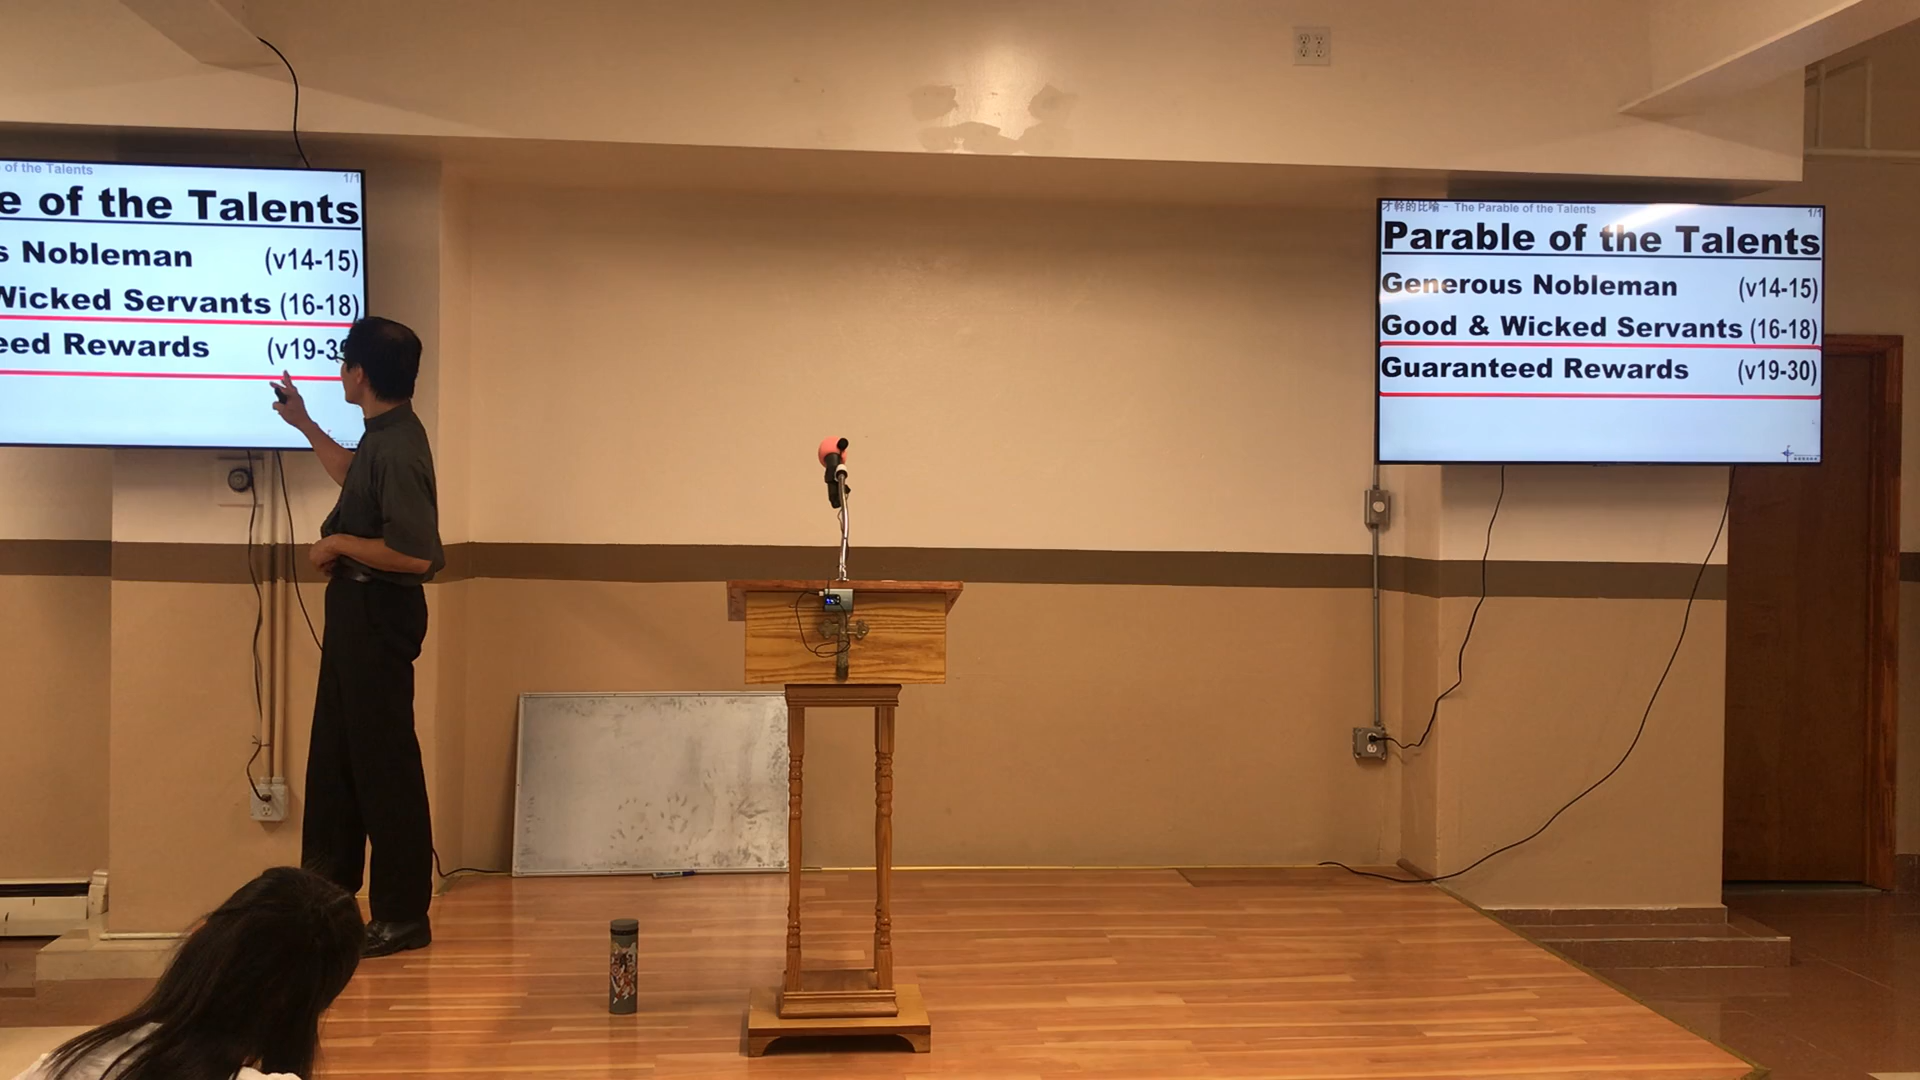 of the Talents
1/1
e of the Talents
s Nobleman (v14-15)
Wicked Servants (16-18)
eed Rewards (v19-3
才幹的比喻 - The Parable of the Talents 1/1
Parable of the Talents
Generous Nobleman (v14-15)
Good & Wicked Servants (16-18)
Guaranteed Rewards (v19-30)